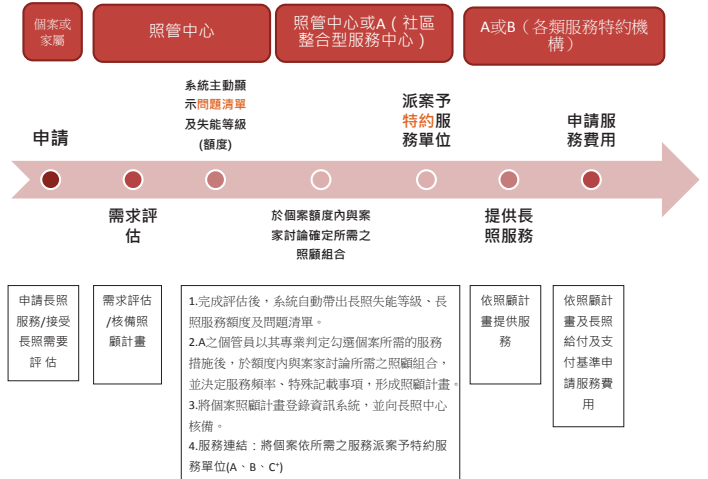 個案或
家屬
照管中心
照管中心或A（社區
整合型服務中心）
A或B（各類服務特約機
構）
系統主動顯
示問題清單
及失能等級
(額度)
派案予
特約服
務單位
申請服
務費用
申請
需求評
估
於個案額度內與案
家討論確定所需之
照顧組合
提供長
照服務
申請長照
服務/接受
長照需要
評 估
需求評估
/核備照
顧計畫
1.完成評估後，系統自動帶出長照失能等級、長
照服務額度及問題清單。
2.A之個管員以其專業判定勾選個案所需的服務
措施後，於額度內與案家討論所需之照顧組合，
並決定服務頻率、特殊記載事項，形成照顧計畫。
3.將個案照顧計畫登錄資訊系統，並向長照中心
核備。
4.服務連結：將個案依所需之服務派案予特約服
務單位(A、B、C⁺)
依照顧計
畫提供服
務
依照顧計
畫及長照
給付及支
付基準申
請服務費
用